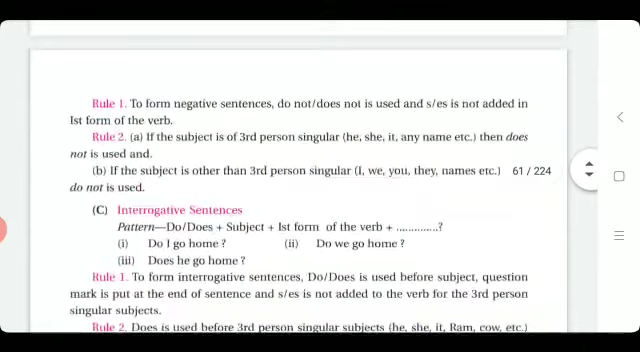 Rule 1. To form negative sentences, do not/does not is used and s/es is not added in
Ist form of the verb.
Rule 2. (a) If the subject is of 3rd person singular (he, she, it, any name etc.) then does
not is used and.
(b) If the subject is other than 3rd person singular (I, we, you, they, names etc.) 61 / 224
do not is used.
(C) Interrogative Sentences
Pattern—Do/Does + Subject + Ist form of the verb + ..............?
(i) Do I go home ? (ii) Do we go home ?
(iii) Does he go home ?
Rule 1. To form interrogative sentences, Do/Does is used before subject, question
mark is put at the end of sentence and s/es is not added to the verb for the 3rd person
singular subjects.
Rule 2. Does is used before 3rd person singular subjects (he, she, it, Ram, cow, etc.)